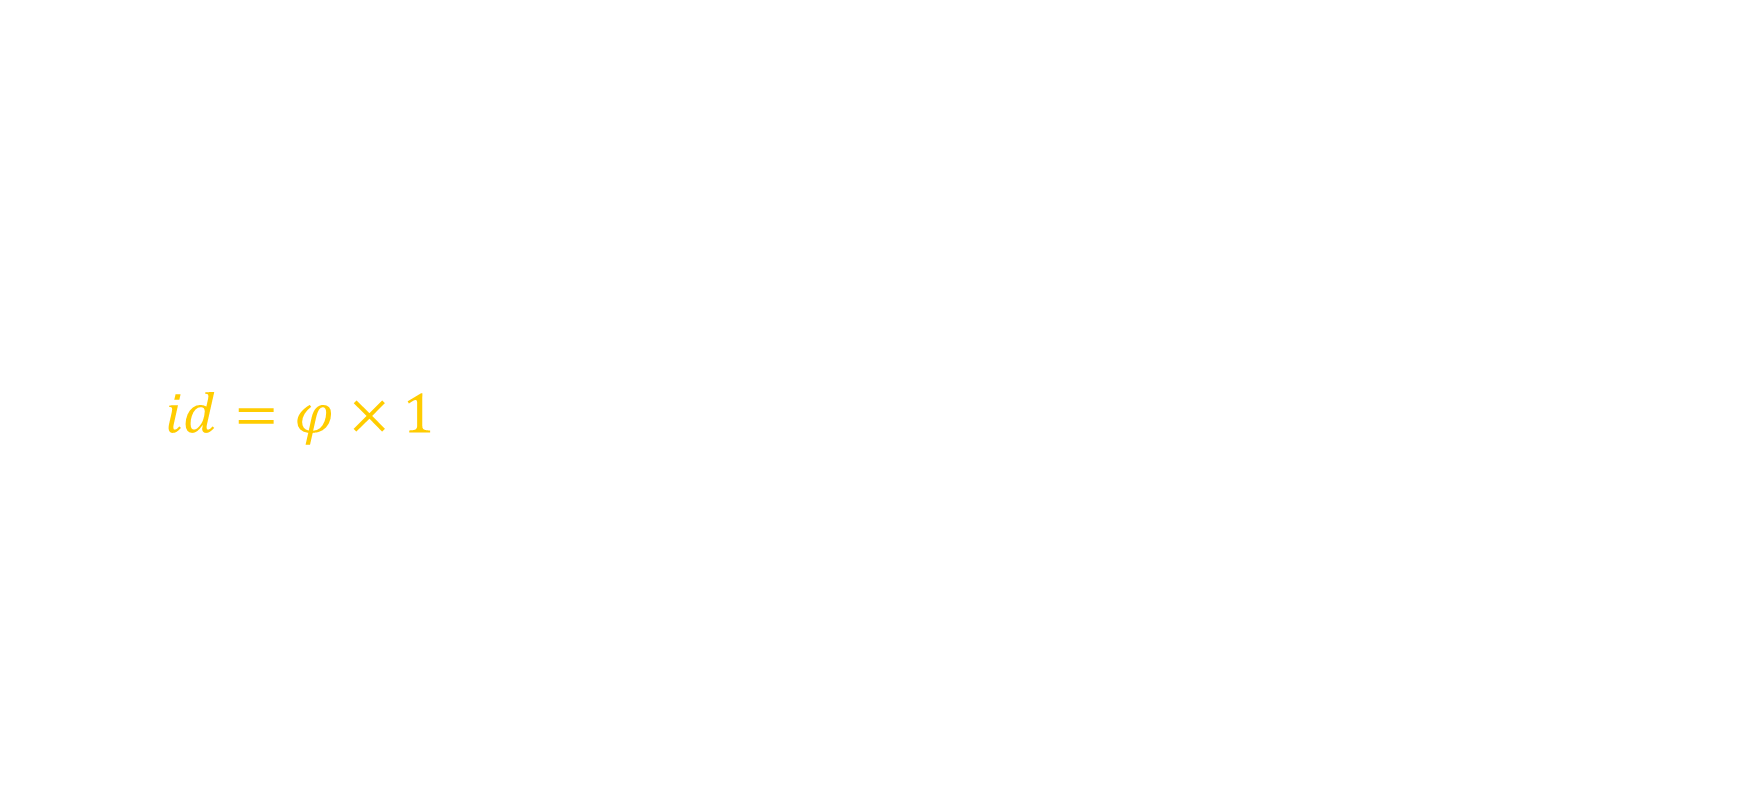 id = φ × 1